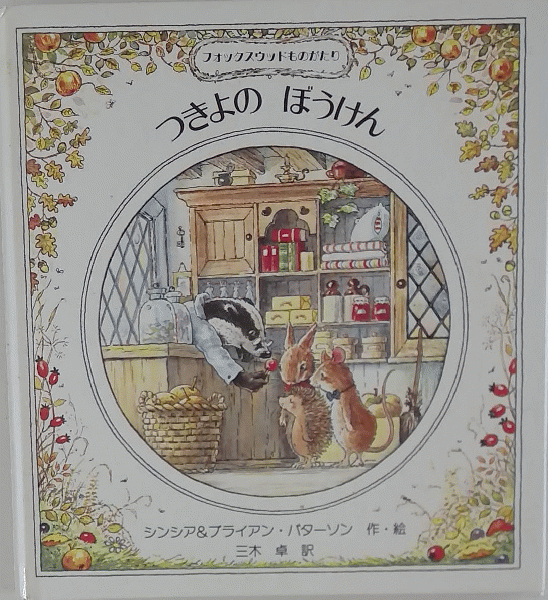 フォックスウッドものがたり
つきよの ぼうけん
シンシア&ブライアン・パターソン 作・絵
三木 卓 訳